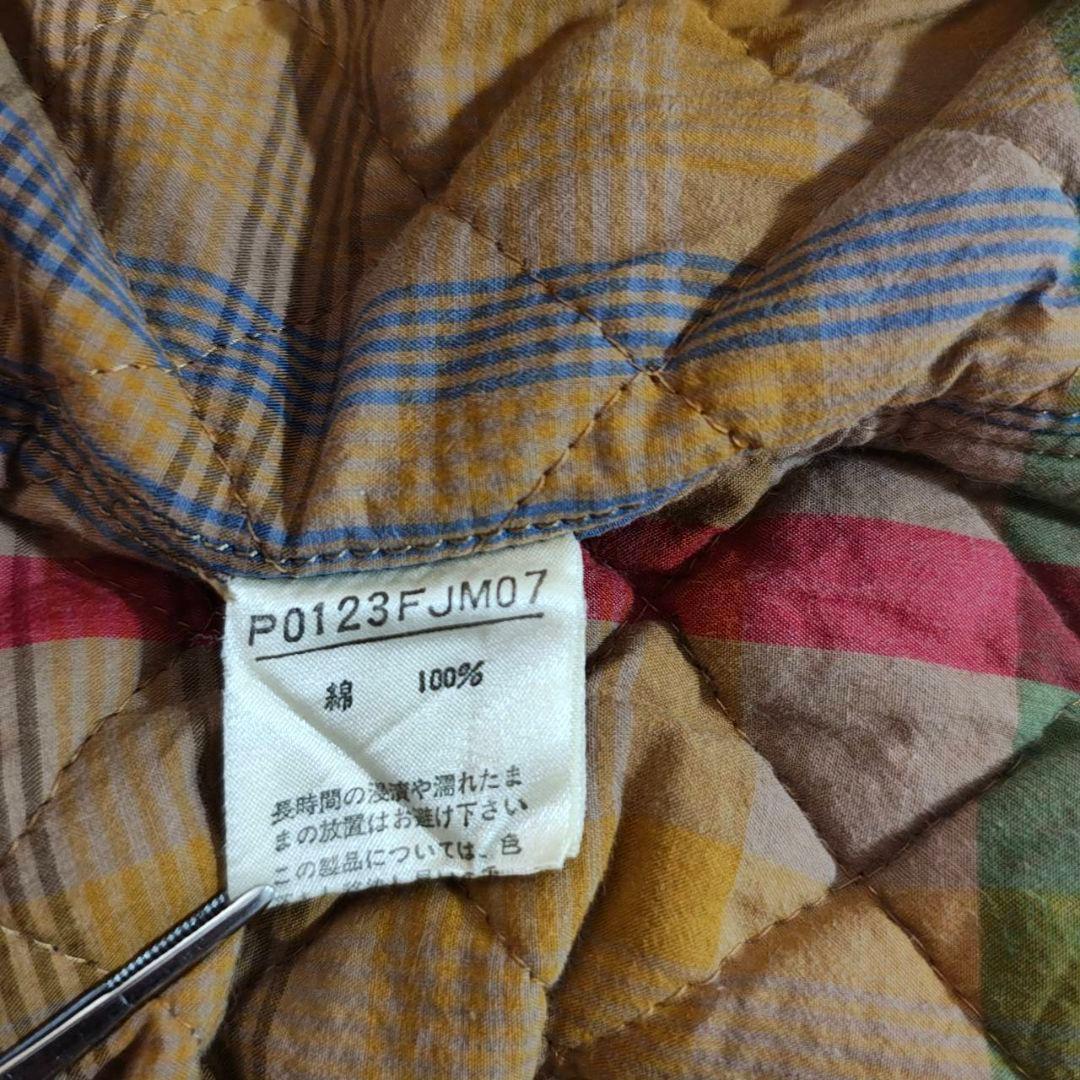 P0123FJM07
綿 100%
長時間の浸漬や濡れたま
まの放置はお避け下さい
この製品については、色